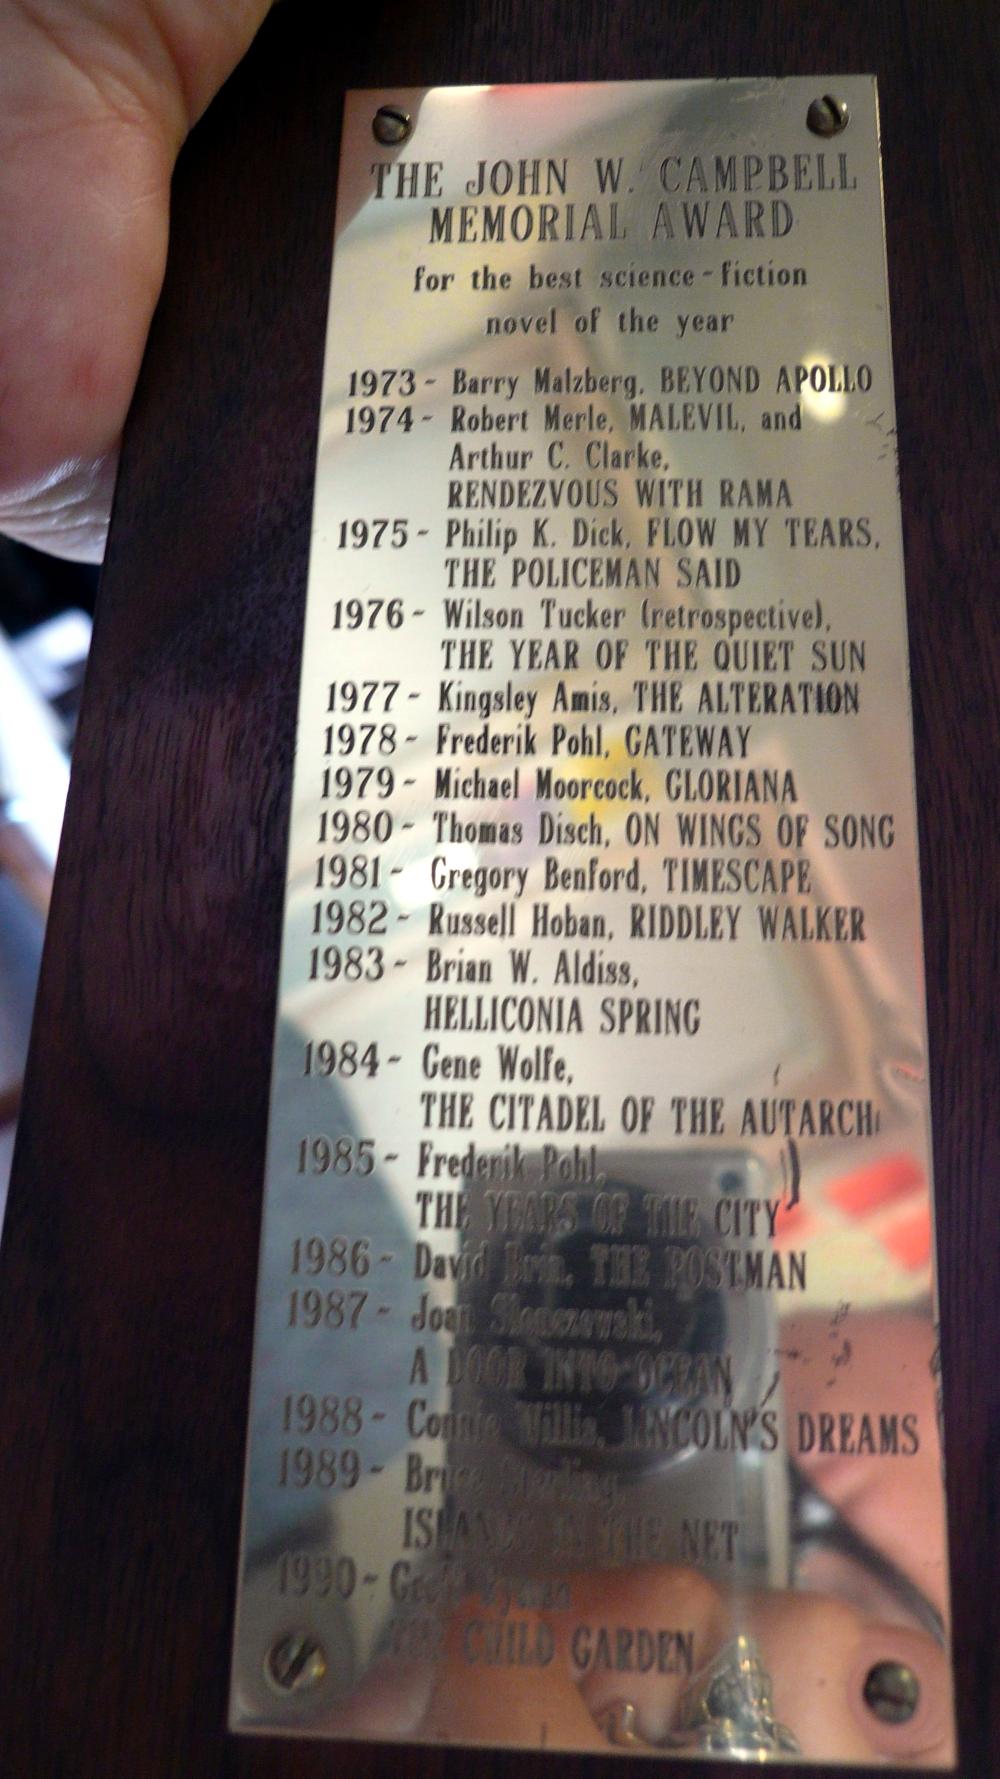 THE JOHN W. CAMPBELL
MEMORIAL AWARD
for the best science-fiction
novel of the year
1973 - Barry Malzberg, BEYOND APOLLO
1974 - Robert Merle, MALEVIL, and
Arthur C. Clarke,
RENDEZVOUS WITH RAMA
1975 - Philip K. Dick, FLOW MY TEARS,
THE POLICEMAN SAID
1976 - Wilson Tucker (retrospective),
THE YEAR OF THE QUIET SUN
1977 - Kingsley Amis, THE ALTERATION
1978 - Frederik Pohl, GATEWAY
1979 - Michael Moorcock, GLORIANA
1980 - Thomas Disch, ON WINGS OF SONG
1981 - Gregory Benford, TIMESCAPE
1982 - Russell Hoban, RIDDLEY WALKER
1983 - Brian W. Aldiss,
HELLICONIA SPRING
1984 - Gene Wolfe,
THE CITADEL OF THE AUTARCH
1985 - Frederik Pohl,
THE YEARS OF THE CITY
1986 - David Brin, THE POSTMAN
1987 - Joan Slonczewski,
A DOOR INTO OCEAN
1988 - Connie Willis, LINCOLN'S DREAMS
1989 - Bruce Sterling,
ISLANDS IN THE NET
1990 - Geoff Ryman
THE CHILD GARDEN